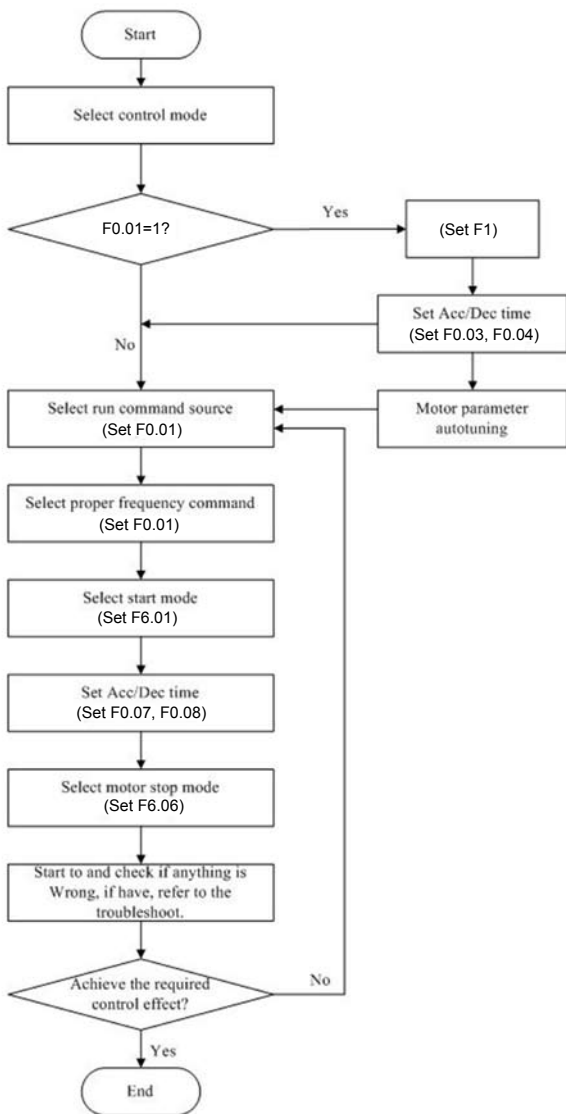 Start
Select control mode
F0.01=1?
Yes
(Set F1)
Set Acc/Dec time
(Set F0.03, F0.04)
No
Select run command source
(Set F0.01)
Motor parameter
autotuning
Select proper frequency command
(Set F0.01)
Select start mode
(Set F6.01)
Set Acc/Dec time
(Set F0.07, F0.08)
Select motor stop mode
(Set F6.06)
Start to and check if anything is
Wrong, if have, refer to the
troubleshoot.
Achieve the required
control effect?
No
Yes
End